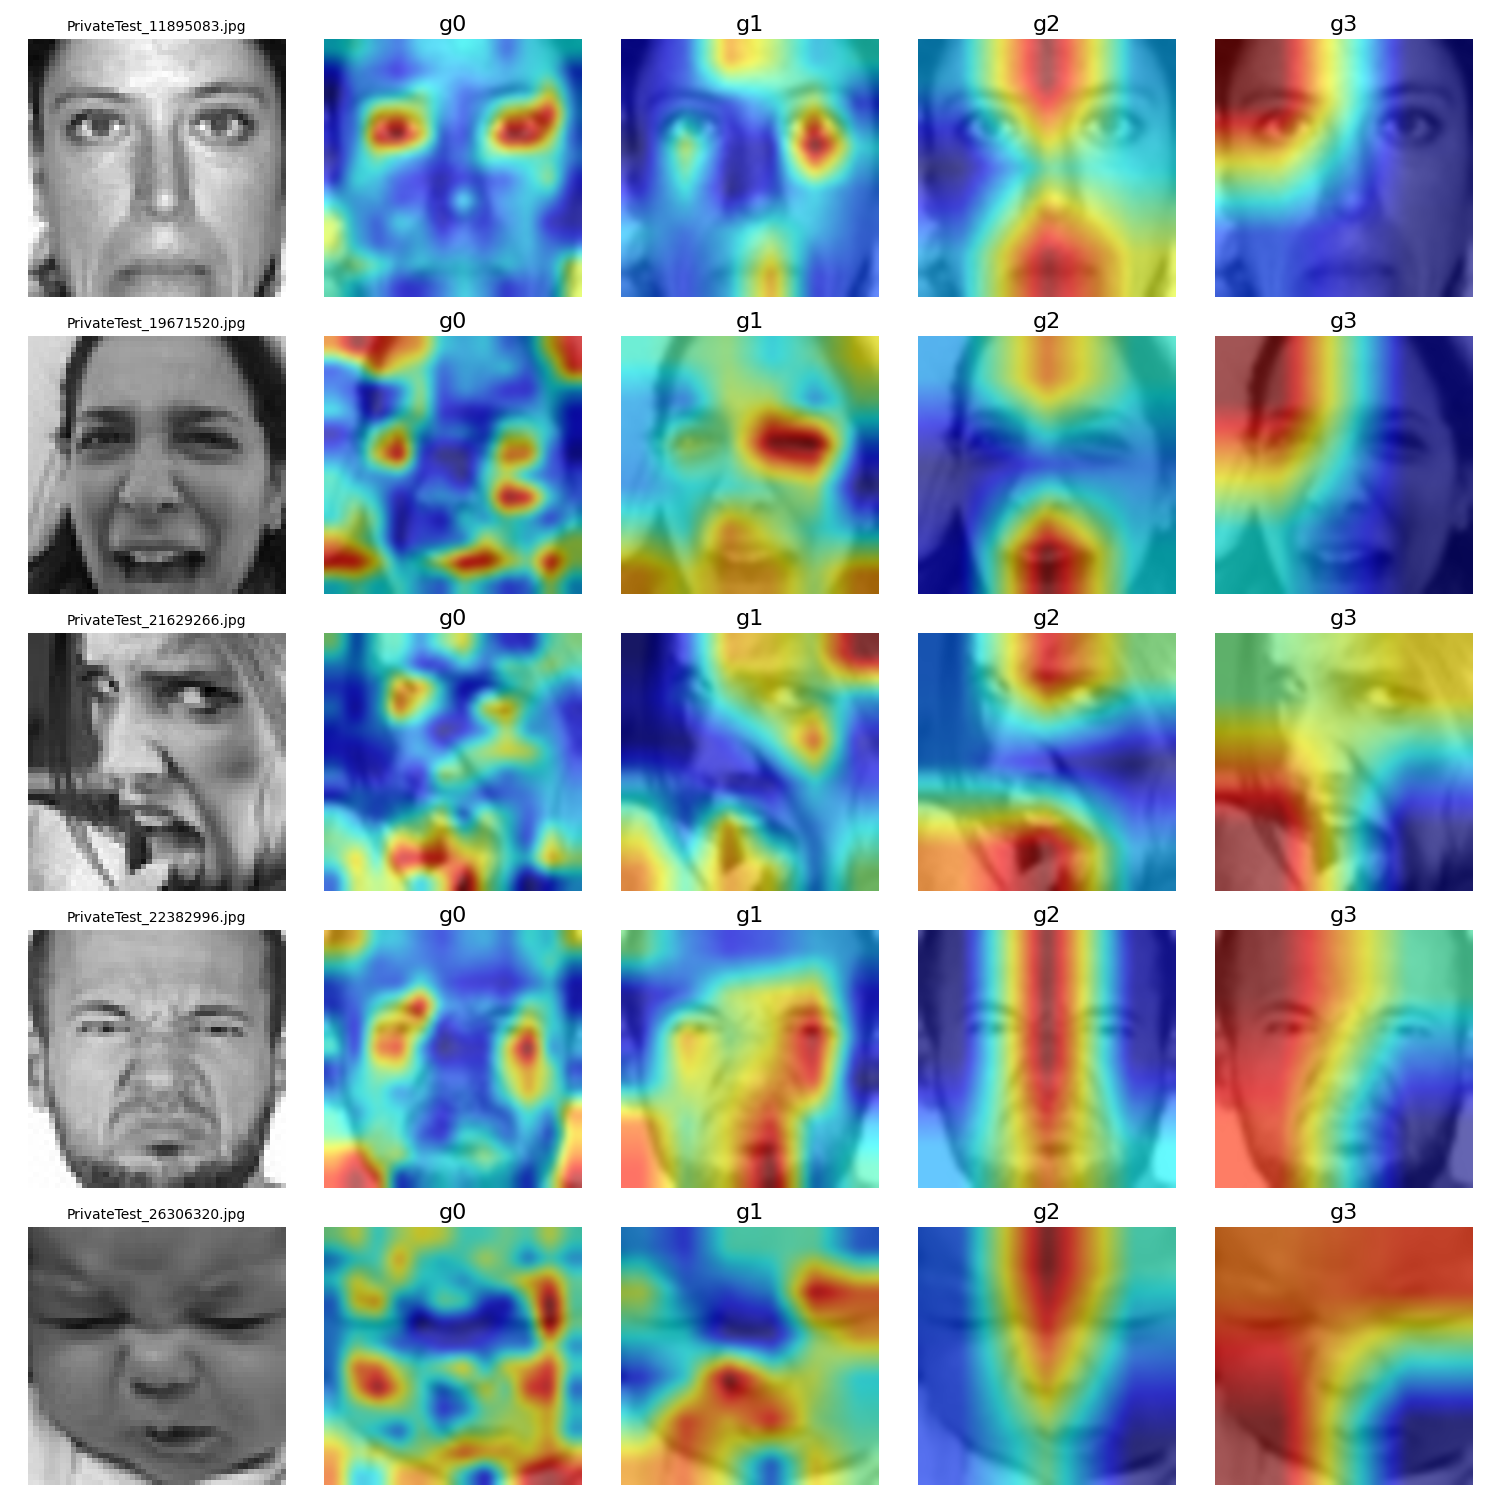 PrivateTest_11895083.jpg g0 g1 g2 g3
PrivateTest_19671520.jpg g0 g1 g2 g3
PrivateTest_21629266.jpg g0 g1 g2 g3
PrivateTest_22382996.jpg g0 g1 g2 g3
PrivateTest_26306320.jpg g0 g1 g2 g3